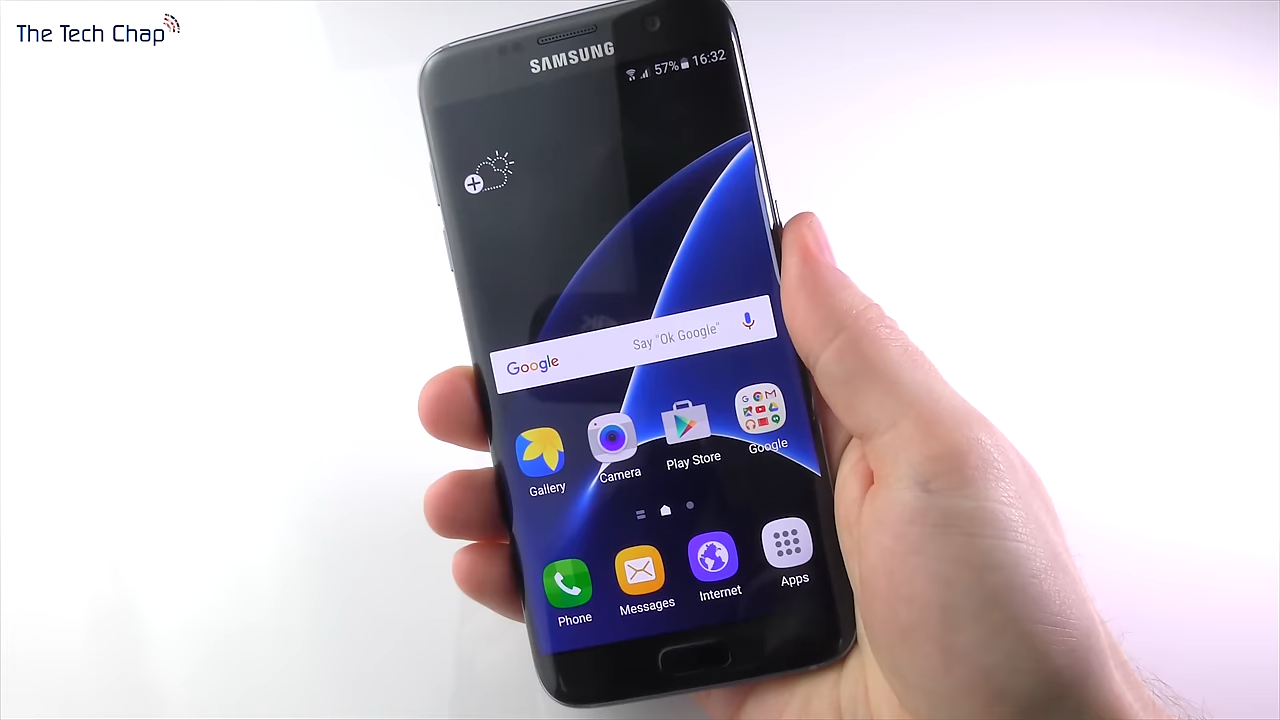 The Tech Chap
SAMSUNG
57% 16:32
Google Say "Ok Google"
Gallery Camera Play Store Google
Phone Messages Internet Apps